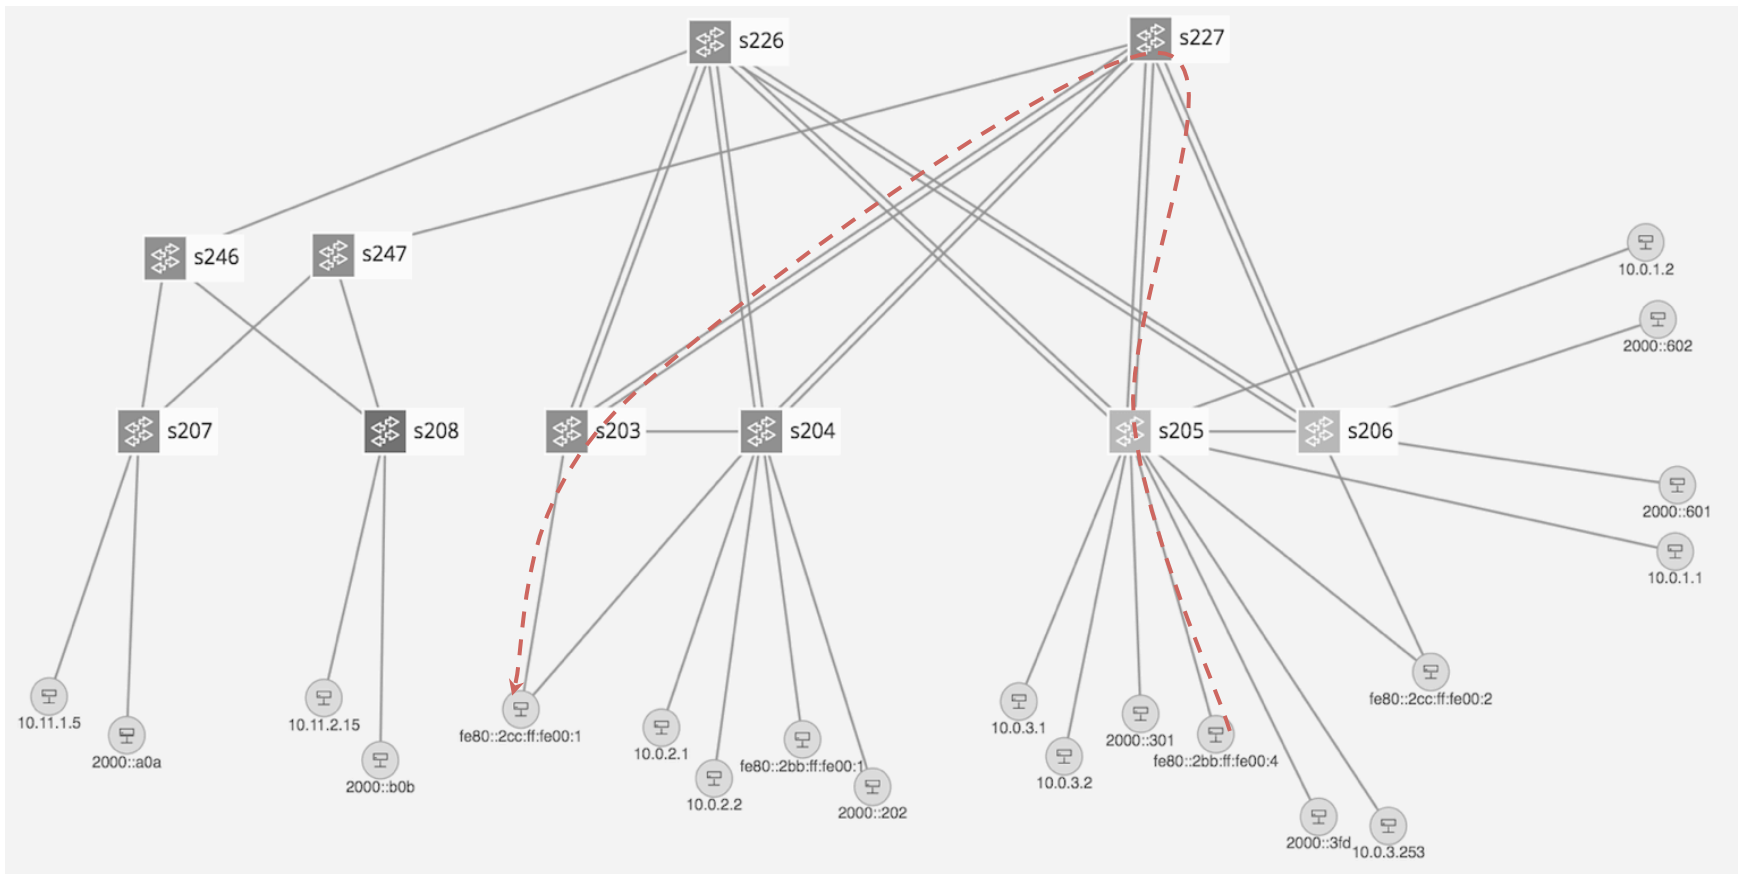 s226
s227
s246
s247
10.0.1.2
2000::602
s207
s208
s203
s204
s205
s206
2000::601
10.0.1.1
10.11.1.5
2000::a0a
10.11.2.15
2000::b0b
fe80::2cc:ff:fe00:1
10.0.2.1
10.0.2.2
fe80::2bb:ff:fe00:1
2000::202
10.0.3.1
10.0.3.2
2000::301
fe80::2bb:ff:fe00:4
fe80::2cc:ff:fe00:2
2000::3fd
10.0.3.253